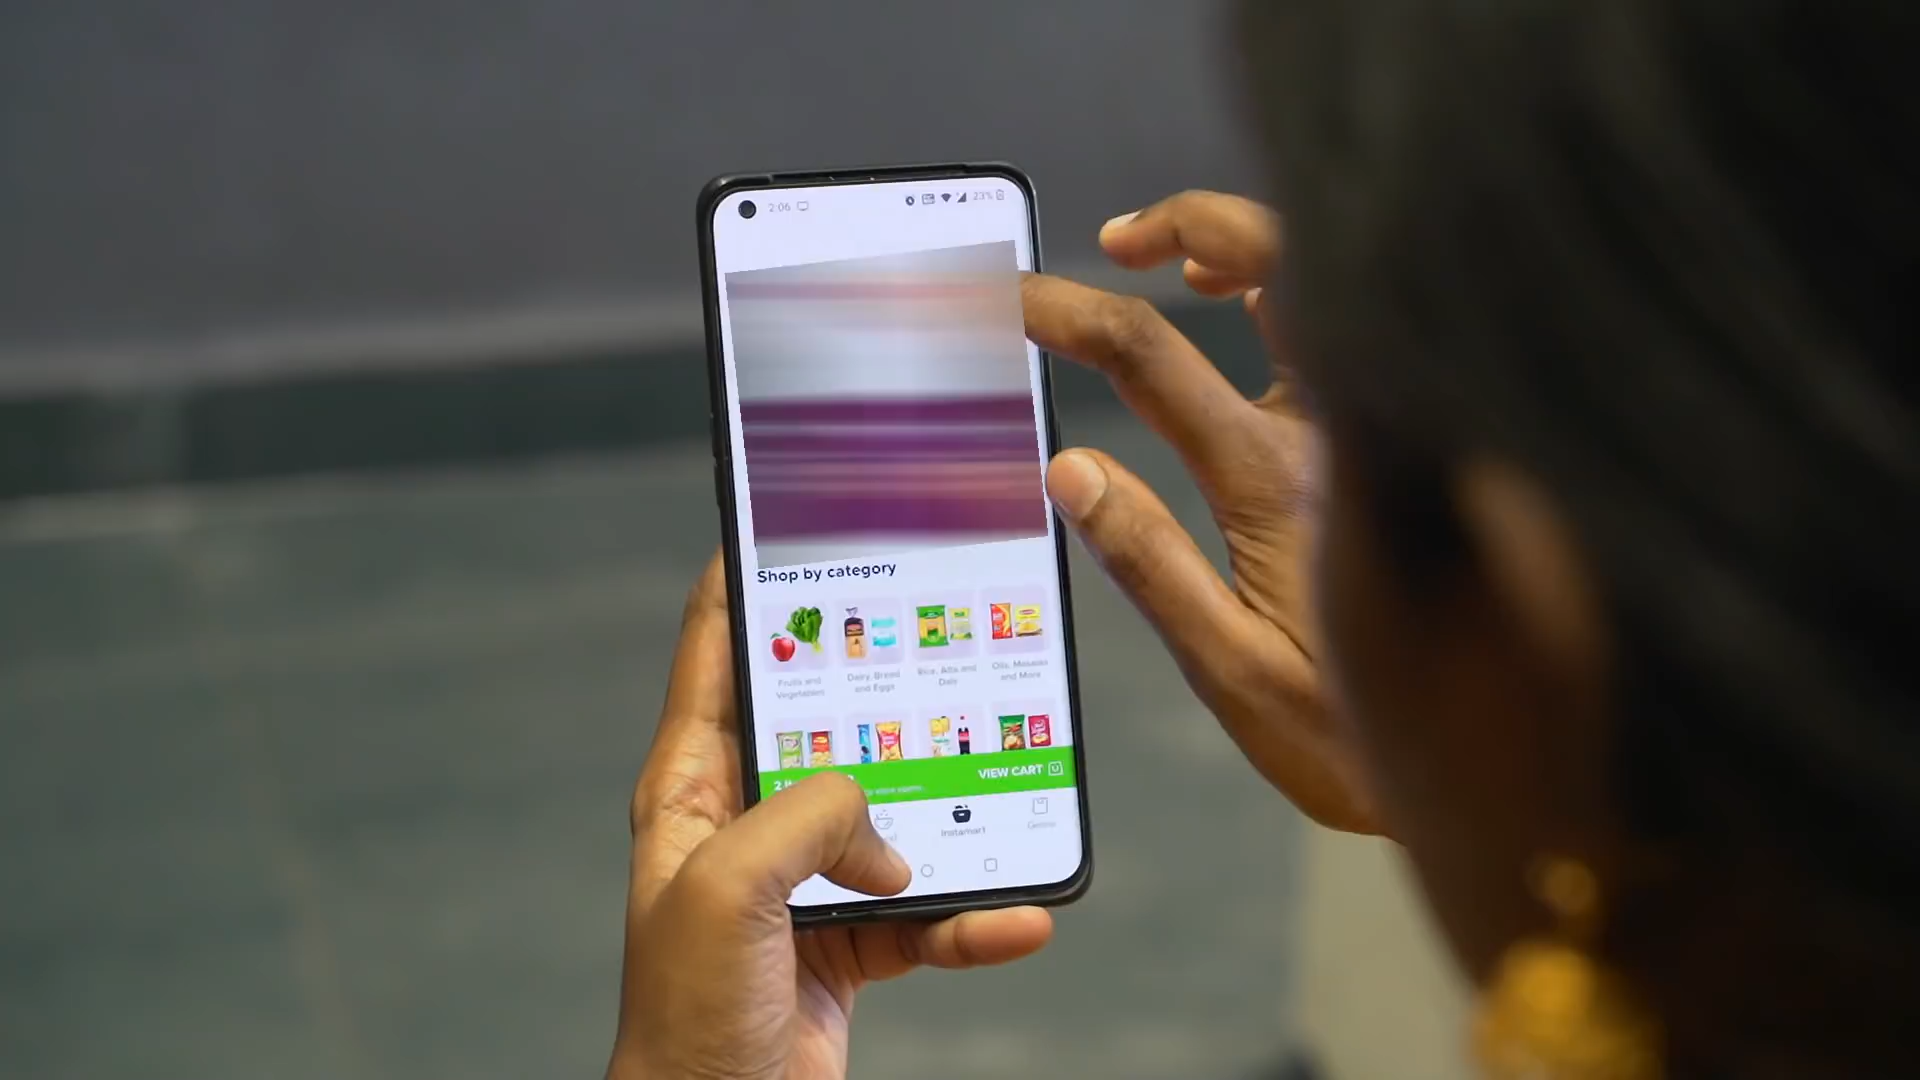 2:06
23%
Shop by category
Fruits and
Vegetables
Dairy, Bread
and Eggs
Rice, Atta and
Dals
Oils, Masalas
and More
2
VIEW CART
Instamart